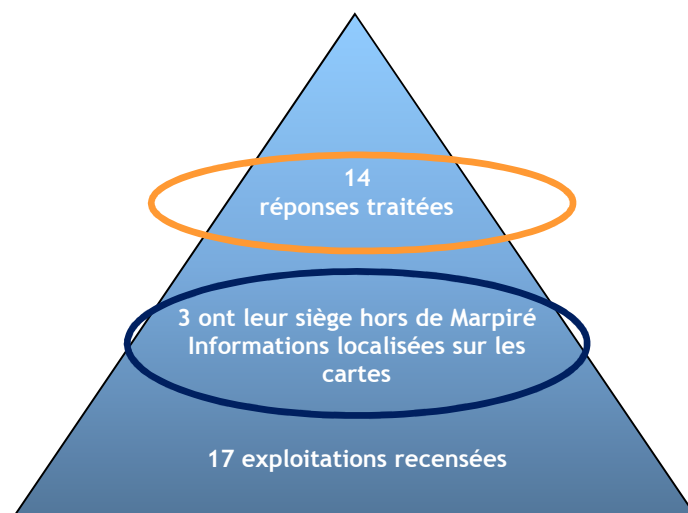 14
réponses traitées
3 ont leur siège hors de Marpiré
Informations localisées sur les
cartes
17 exploitations recensées